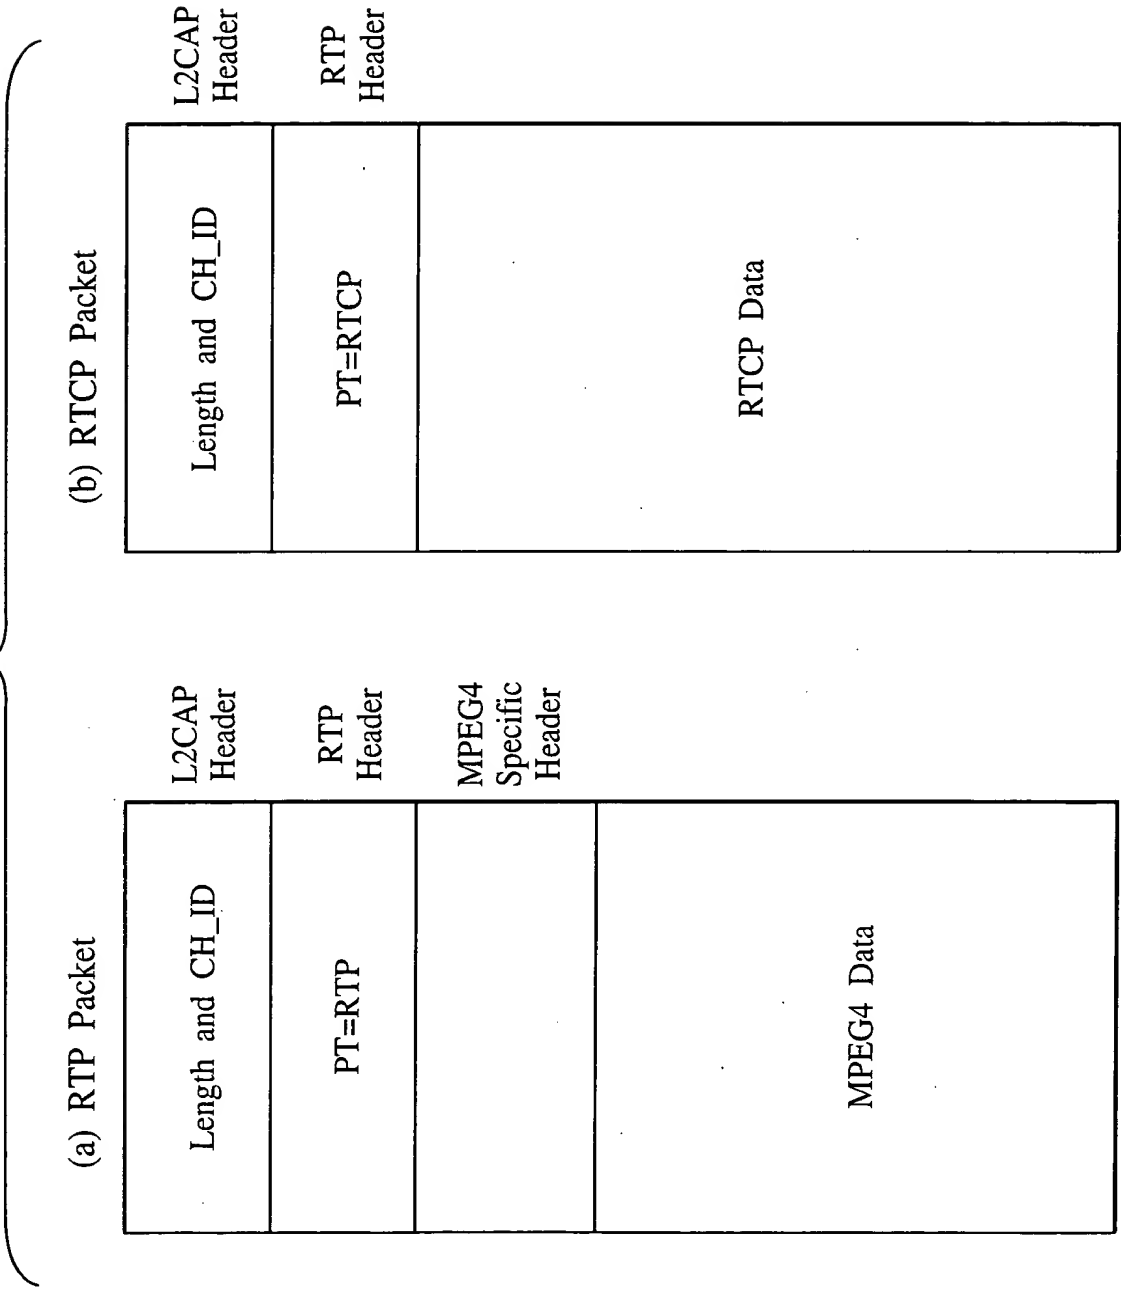 (a) RTP Packet
Length and CH_ID
L2CAP
Header
PT=RTP
RTP
Header
MPEG4
Specific
Header
MPEG4 Data
(b) RTCP Packet
Length and CH_ID
L2CAP
Header
PT=RTCP
RTP
Header
RTCP Data